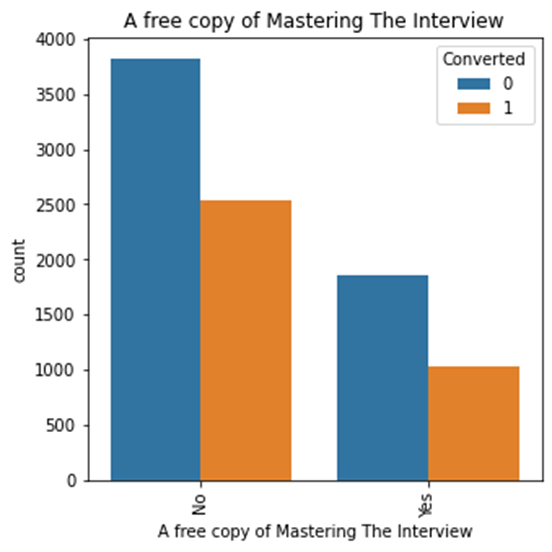 A free copy of Mastering The Interview
Converted
0
1
4000
3500
3000
2500
2000
1500
1000
500
0
count
No
Yes
A free copy of Mastering The Interview